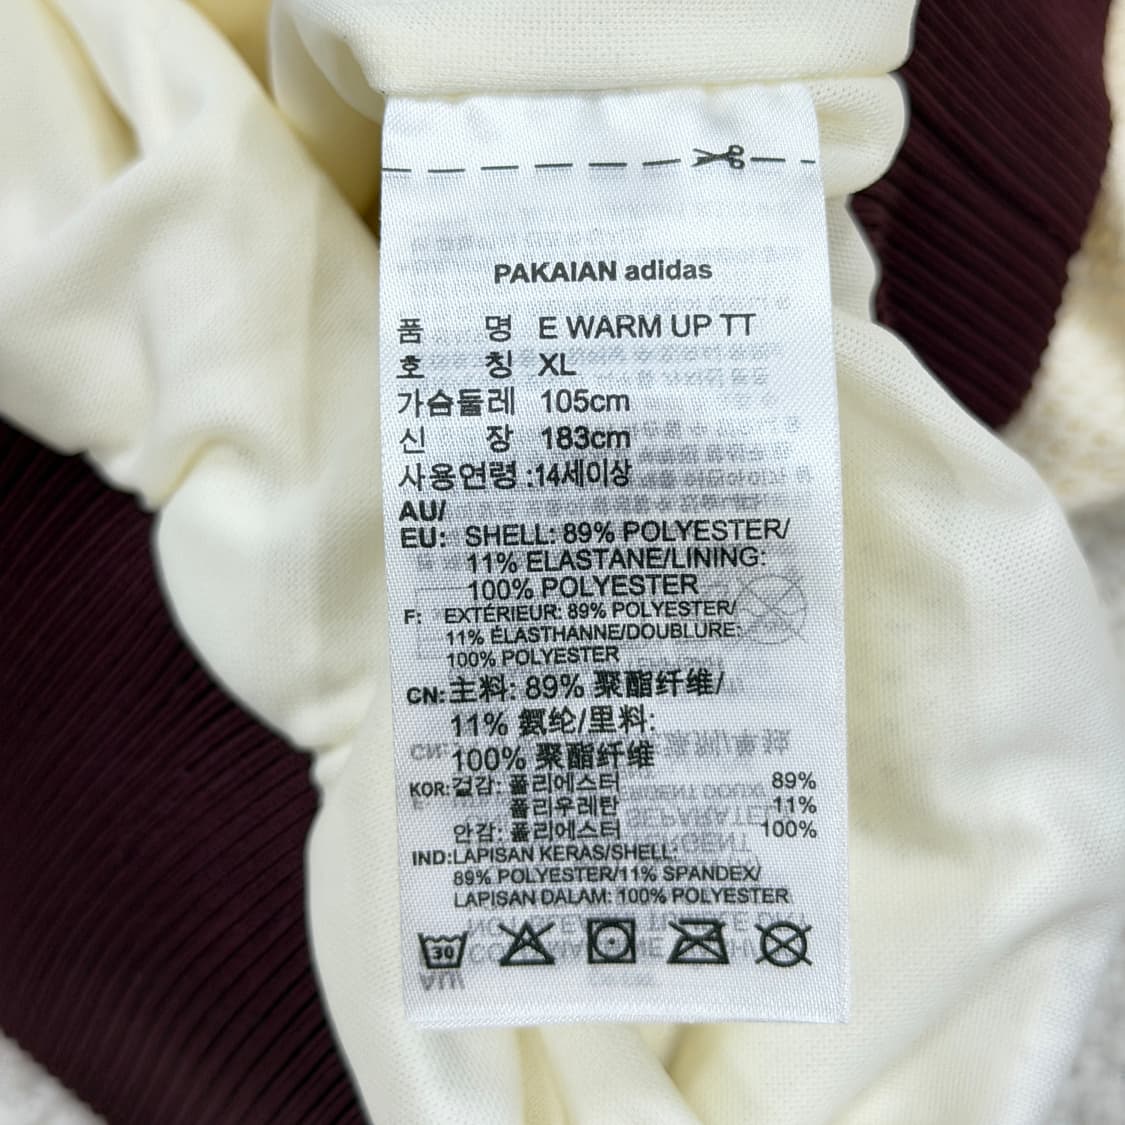 PAKAIAN adidas
품 명 E WARM UP TT
호 칭 XL
가슴둘레 105cm
신 장 183cm
사용연령 :14세이상
AU/
EU: SHELL: 89% POLYESTER/
11% ELASTANE/LINING:
100% POLYESTER
F: EXTÉRIEUR: 89% POLYESTER/
11% ÉLASTHANNE/DOUBLURE:
100% POLYESTER
CN: 主料: 89% 聚酯纤维/
11% 氨纶/里料:
100% 聚酯纤维
KOR: 겉감: 폴리에스터 89%
폴리우레탄 11%
안감: 폴리에스터 100%
IND: LAPISAN KERAS/SHELL:
89% POLYESTER/11% SPANDEX/
LAPISAN DALAM: 100% POLYESTER
30